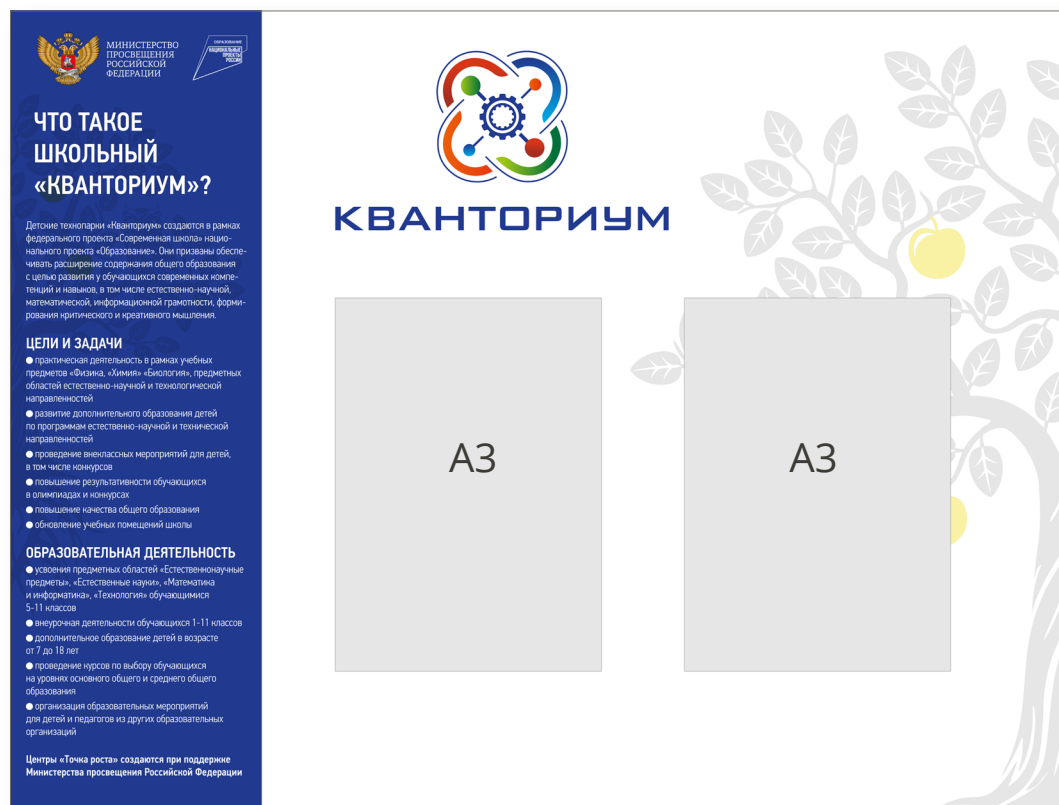 МИНИСТЕРСТВО
ПРОСВЕЩЕНИЯ
РОССИЙСКОЙ
ФЕДЕРАЦИИ
ОБРАЗОВАНИЕ
НАЦИОНАЛЬНЫЕ
ПРОЕКТЫ
РОССИИ
ЧТО ТАКОЕ
ШКОЛЬНЫЙ
«КВАНТОРИУМ»?
Детские технопарки «Кванториум» создаются в рамках
федерального проекта «Современная школа» нацио-
нального проекта «Образование». Они призваны обеспе-
чивать расширение содержания общего образования
с целью развития у обучающихся современных компе-
тенций и навыков, в том числе естественно-научной,
математической, информационной грамотности, форми-
рования критического и креативного мышления.
ЦЕЛИ И ЗАДАЧИ
● практическая деятельность в рамках учебных
предметов «Физика, «Химия» «Биология», предметных
областей естественно-научной и технологической
направленностей
● развитие дополнительного образования детей
по программам естественно-научной и технической
направленностей
● проведение внеклассных мероприятий для детей,
в том числе конкурсов
● повышение результативности обучающихся
в олимпиадах и конкурсах
● повышение качества общего образования
● обновление учебных помещений школы
ОБРАЗОВАТЕЛЬНАЯ ДЕЯТЕЛЬНОСТЬ
● усвоения предметных областей «Естественнонаучные
предметы», «Естественные науки», «Математика
и информатика», «Технология» обучающимися
5-11 классов
● внеурочная деятельности обучающихся 1-11 классов
● дополнительное образование детей в возрасте
от 7 до 18 лет
● проведение курсов по выбору обучающихся
на уровнях основного общего и среднего общего
образования
● организация образовательных мероприятий
для детей и педагогов из других образовательных
организаций
Центры «Точка роста» создаются при поддержке
Министерства просвещения Российской Федерации
КВАНТОРИУМ
А3
А3